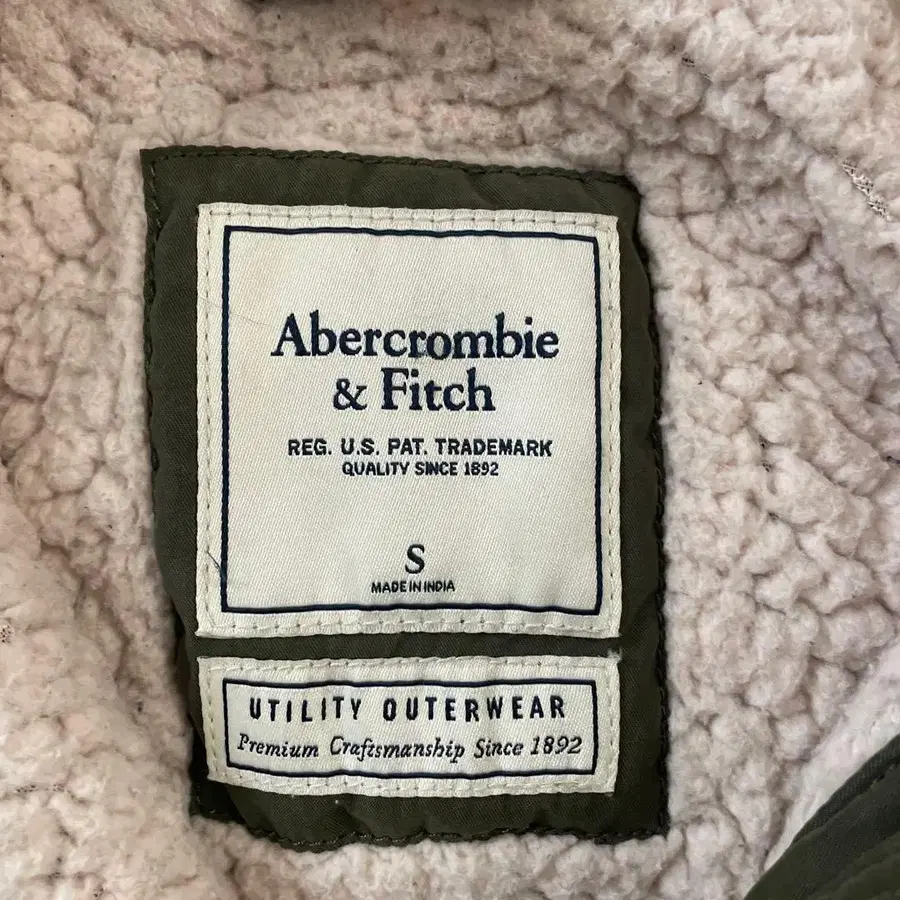 Abercrombie
& Fitch
REG. U.S. PAT. TRADEMARK
QUALITY SINCE 1892
S
MADE IN INDIA
UTILITY OUTERWEAR
Premium Craftsmanship Since 1892